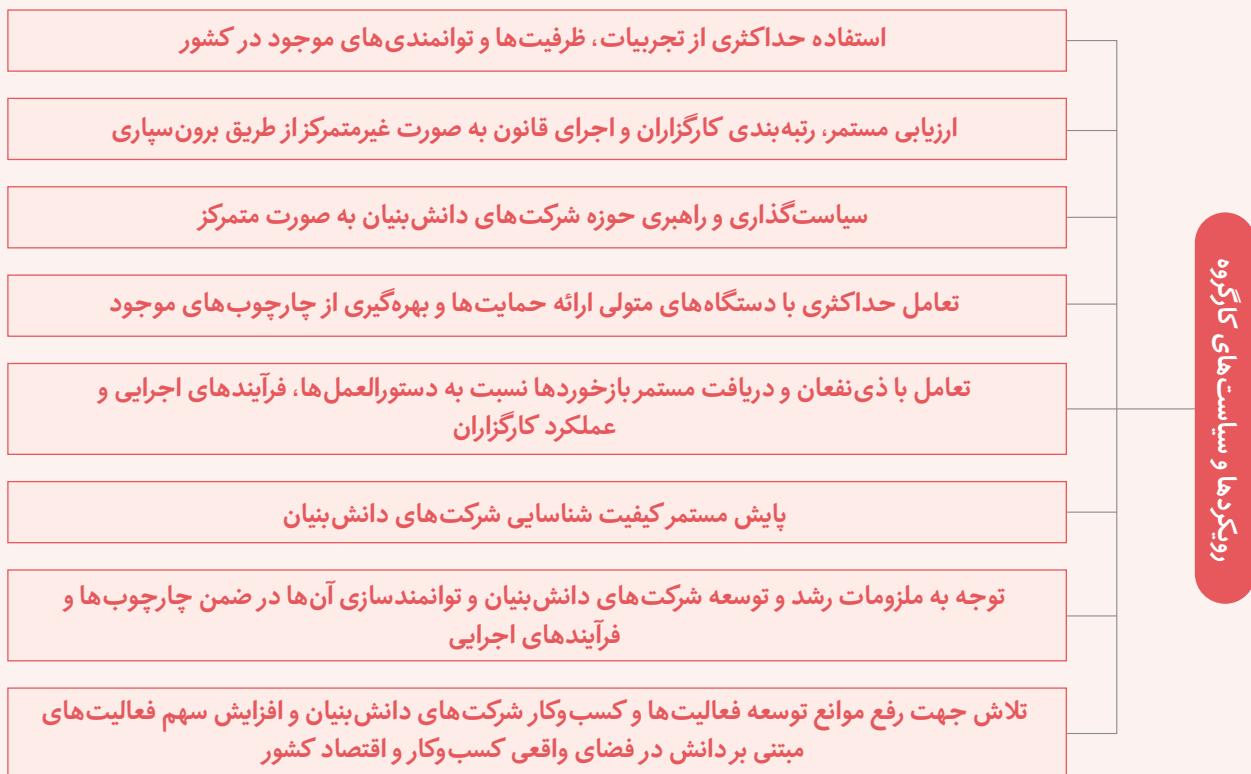 رویکردها و سیاست‌های کارگروه
استفاده حداکثری از تجربیات، ظرفیت‌ها و توانمندی‌های موجود در کشور
ارزیابی مستمر، رتبه‌بندی کارگزاران و اجرای قانون به صورت غیرمتمرکز از طریق برون‌سپاری
سیاست‌گذاری و راهبری حوزه شرکت‌های دانش‌بنیان به صورت متمرکز
تعامل حداکثری با دستگاه‌های متولی ارائه حمایت‌ها و بهره‌گیری از چارچوب‌های موجود
تعامل با ذی‌نفعان و دریافت مستمر بازخوردها نسبت به دستورالعمل‌ها، فرآیندهای اجرایی و
عملکرد کارگزاران
پایش مستمر کیفیت شناسایی شرکت‌های دانش‌بنیان
توجه به ملزومات رشد و توسعه شرکت‌های دانش‌بنیان و توانمندسازی آن‌ها در ضمن چارچوب‌ها و
فرآیندهای اجرایی
تلاش جهت رفع موانع توسعه فعالیت‌ها و کسب‌وکار شرکت‌های دانش‌بنیان و افزایش سهم فعالیت‌های
مبتنی بر دانش در فضای واقعی کسب‌وکار و اقتصاد کشور